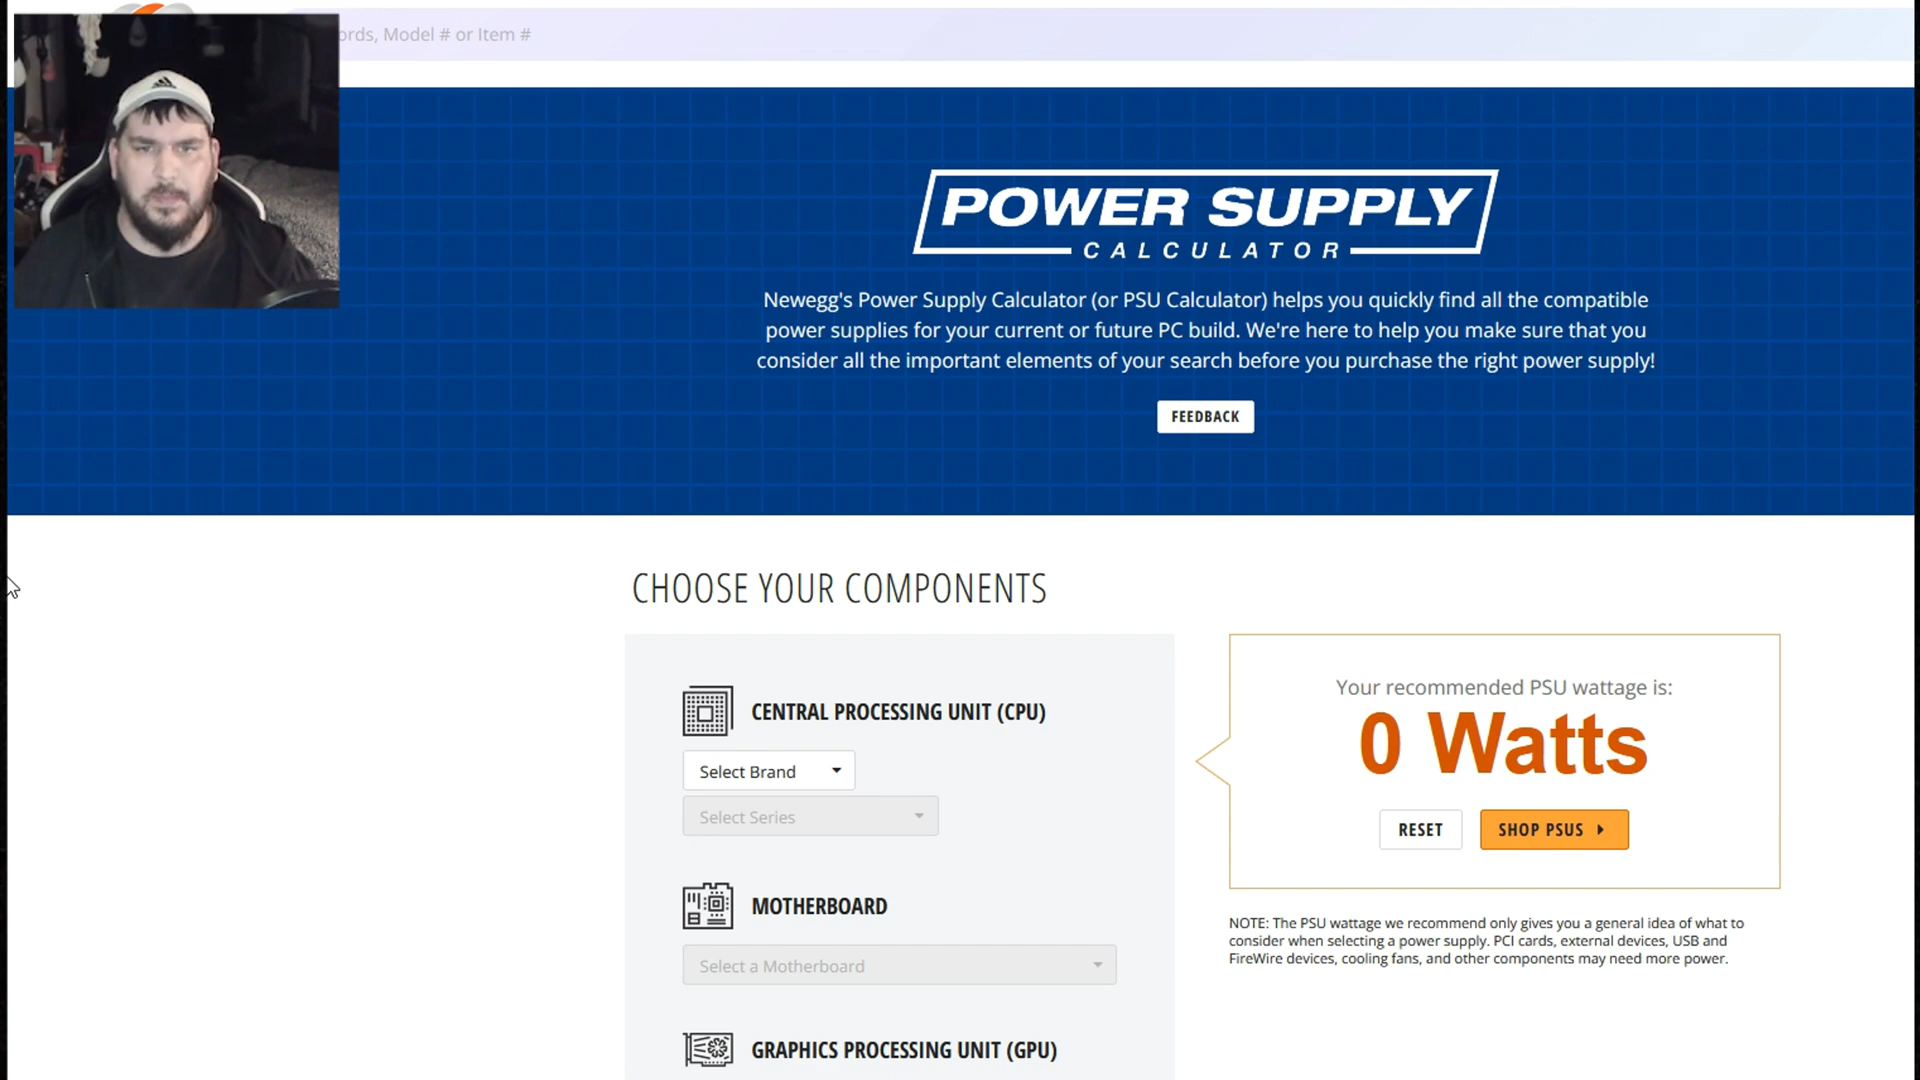 ords, Model # or Item #
POWER SUPPLY
CALCULATOR
Newegg's Power Supply Calculator (or PSU Calculator) helps you quickly find all the compatible
power supplies for your current or future PC build. We're here to help you make sure that you
consider all the important elements of your search before you purchase the right power supply!
FEEDBACK
CHOOSE YOUR COMPONENTS
CENTRAL PROCESSING UNIT (CPU)
Select Brand
Select Series
MOTHERBOARD
Select a Motherboard
GRAPHICS PROCESSING UNIT (GPU)
Your recommended PSU wattage is:
0 Watts
RESET
SHOP PSUS
NOTE: The PSU wattage we recommend only gives you a general idea of what to
consider when selecting a power supply. PCI cards, external devices, USB and
FireWire devices, cooling fans, and other components may need more power.